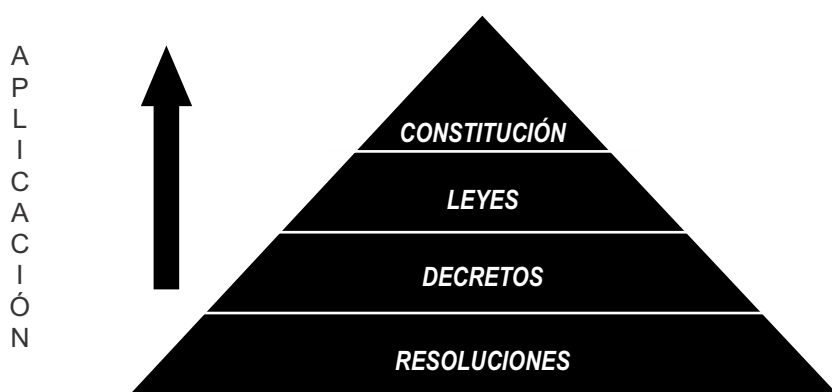 APLICACIÓN
CONSTITUCIÓN
LEYES
DECRETOS
RESOLUCIONES